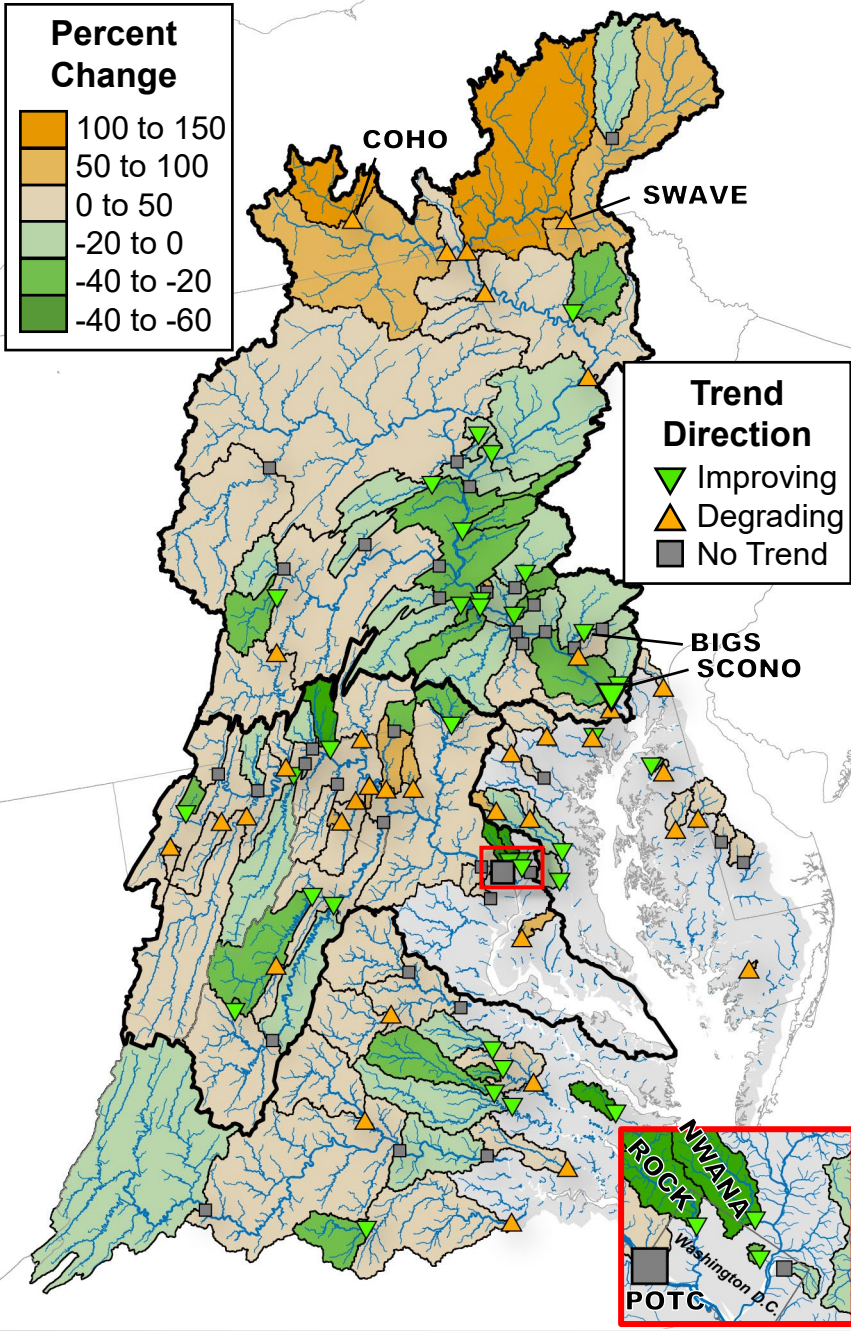 Percent
Change
100 to 150
50 to 100
0 to 50
-20 to 0
-40 to -20
-40 to -60
COHO
SWAVE
Trend
Direction
Improving
Degrading
No Trend
BIGS
SCONO
NWANA
ROCK
Washington D.C.
POTC